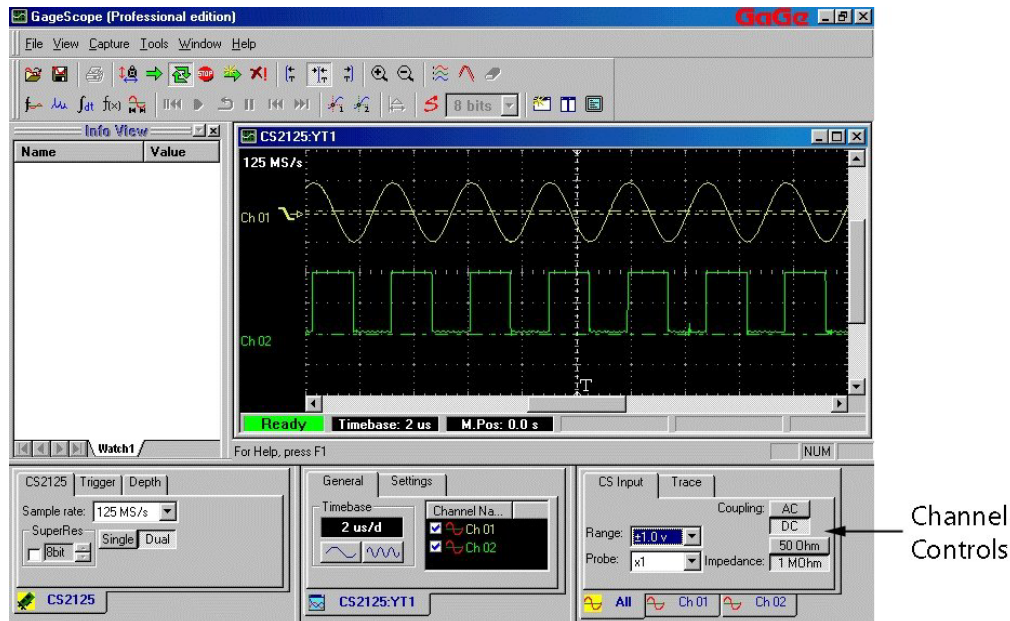 GageScope (Professional edition)
GaGe
File View Capture Tools Window Help
f(x)
8 bits
Info View
Name Value
CS2125:YT1
125 MS/s
Ch 01
Ch 02
T
Ready Timebase: 2 us M.Pos: 0.0 s
Watch1
For Help, press F1
NUM
CS2125 Trigger Depth
Sample rate: 125 MS/s
SuperRes
8bit
Single Dual
CS2125
General Settings
Timebase
2 us/d
Channel Na...
Ch 01
Ch 02
CS2125:YT1
CS Input Trace
Coupling: AC
DC
Range: ±1.0 v
50 Ohm
Probe: x1 Impedance: 1 MOhm
All Ch 01 Ch 02
Channel
Controls